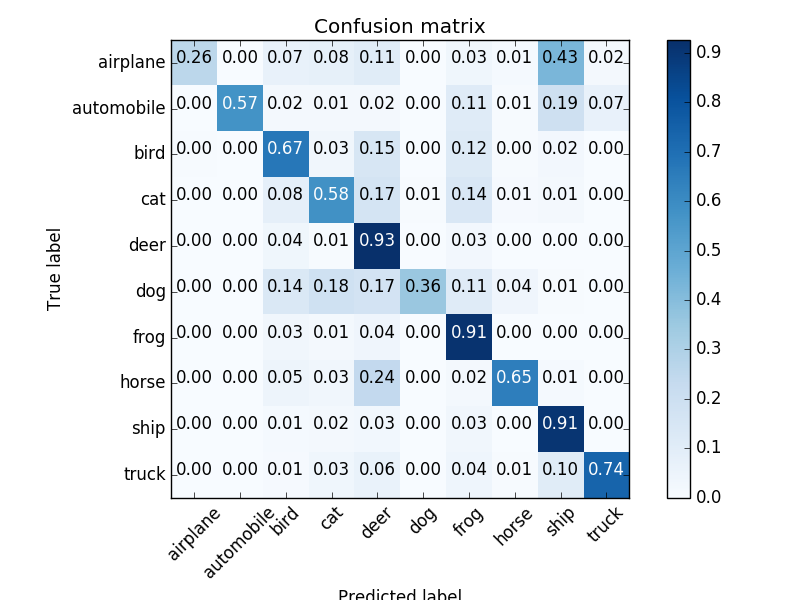 Confusion matrix
airplane 0.26 0.00 0.07 0.08 0.11 0.00 0.03 0.01 0.43 0.02
automobile 0.00 0.57 0.02 0.01 0.02 0.00 0.11 0.01 0.19 0.07
bird 0.00 0.00 0.67 0.03 0.15 0.00 0.12 0.00 0.02 0.00
cat 0.00 0.00 0.08 0.58 0.17 0.01 0.14 0.01 0.01 0.00
deer 0.00 0.00 0.04 0.01 0.93 0.00 0.03 0.00 0.00 0.00
dog 0.00 0.00 0.14 0.18 0.17 0.36 0.11 0.04 0.01 0.00
frog 0.00 0.00 0.03 0.01 0.04 0.00 0.91 0.00 0.00 0.00
horse 0.00 0.00 0.05 0.03 0.24 0.00 0.02 0.65 0.01 0.00
ship 0.00 0.00 0.01 0.02 0.03 0.00 0.03 0.00 0.91 0.00
truck 0.00 0.00 0.01 0.03 0.06 0.00 0.04 0.01 0.10 0.74
airplane automobile bird cat deer dog frog horse ship truck
True label
Predicted label
0.9
0.8
0.7
0.6
0.5
0.4
0.3
0.2
0.1
0.0